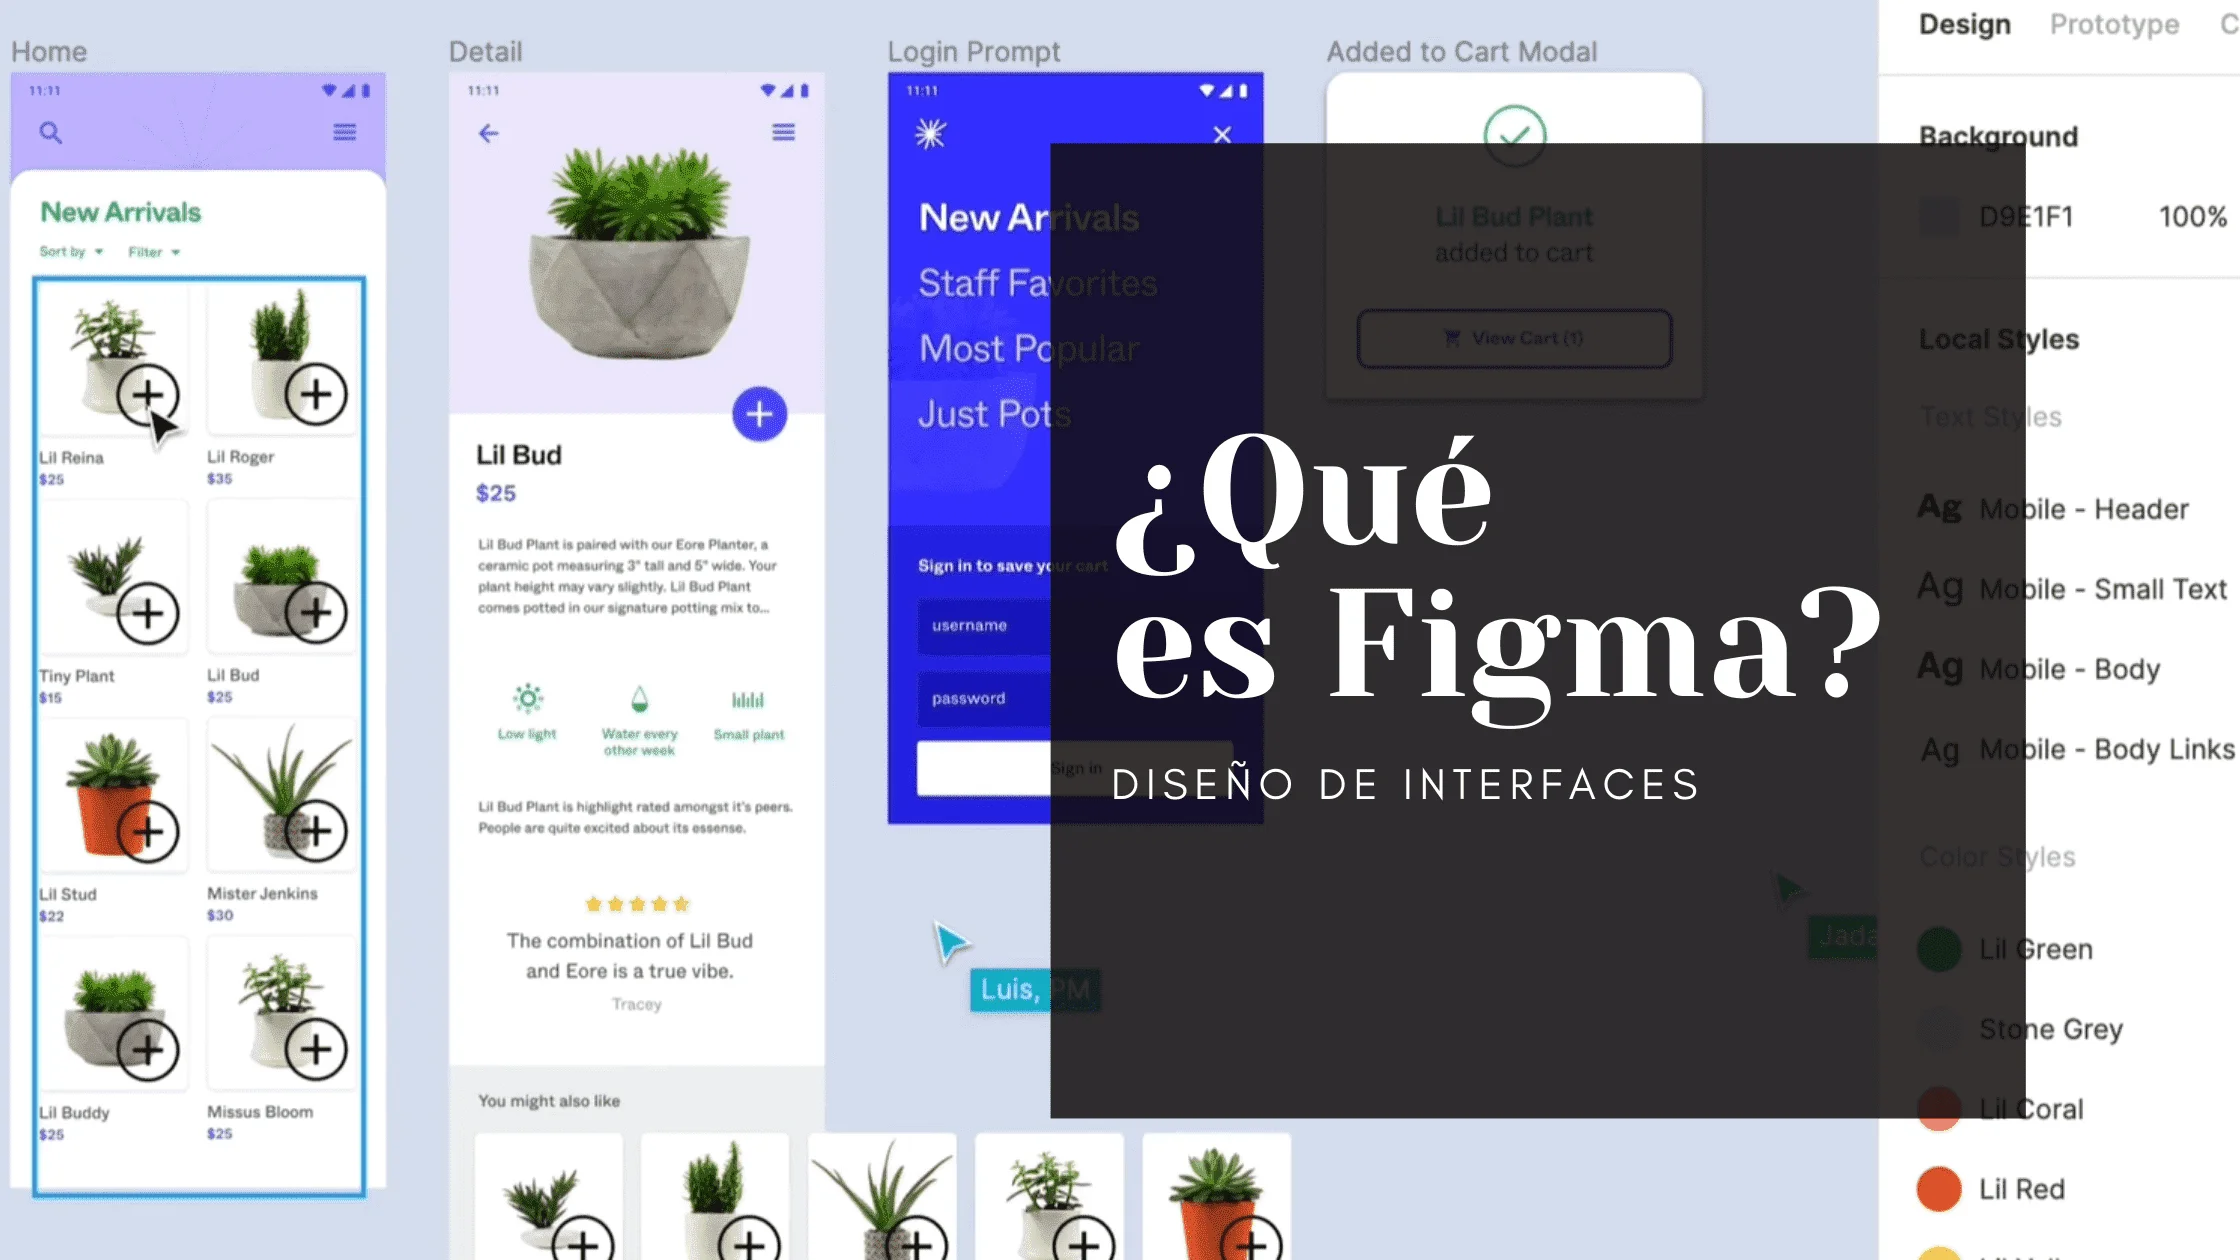 Home
11:11
New Arrivals
Sort by
Filter
Lil Reina
$25
Lil Roger
$35
Tiny Plant
$15
Lil Bud
$25
Lil Stud
$22
Mister Jenkins
$30
Lil Buddy
$25
Missus Bloom
$25
Detail
11:11
Lil Bud
$25
Lil Bud Plant is paired with our Eore Planter, a
ceramic pot measuring 3" tall and 5" wide. Your
plant height may vary slightly. Lil Bud Plant
comes potted in our signature potting mix to...
Low light
Water every
other week
Small plant
Lil Bud Plant is highlight rated amongst it's peers.
People are quite excited about its essense.
The combination of Lil Bud
and Eore is a true vibe.
Tracey
You might also like
Login Prompt
11:11
New Arrivals
Staff Favorites
Most Popular
Just Pots
Sign in to save your cart
username
password
Sign in
Luis, PM
Added to Cart Modal
Lil Bud Plant
added to cart
View Cart (1)
¿Qué
es Figma?
DISEÑO DE INTERFACES
Jada
Design
Prototype
Background
D9E1F1
100%
Local Styles
Text Styles
Ag Mobile - Header
Ag Mobile - Small Text
Ag Mobile - Body
Ag Mobile - Body Links
Color Styles
Lil Green
Stone Grey
Lil Coral
Lil Red